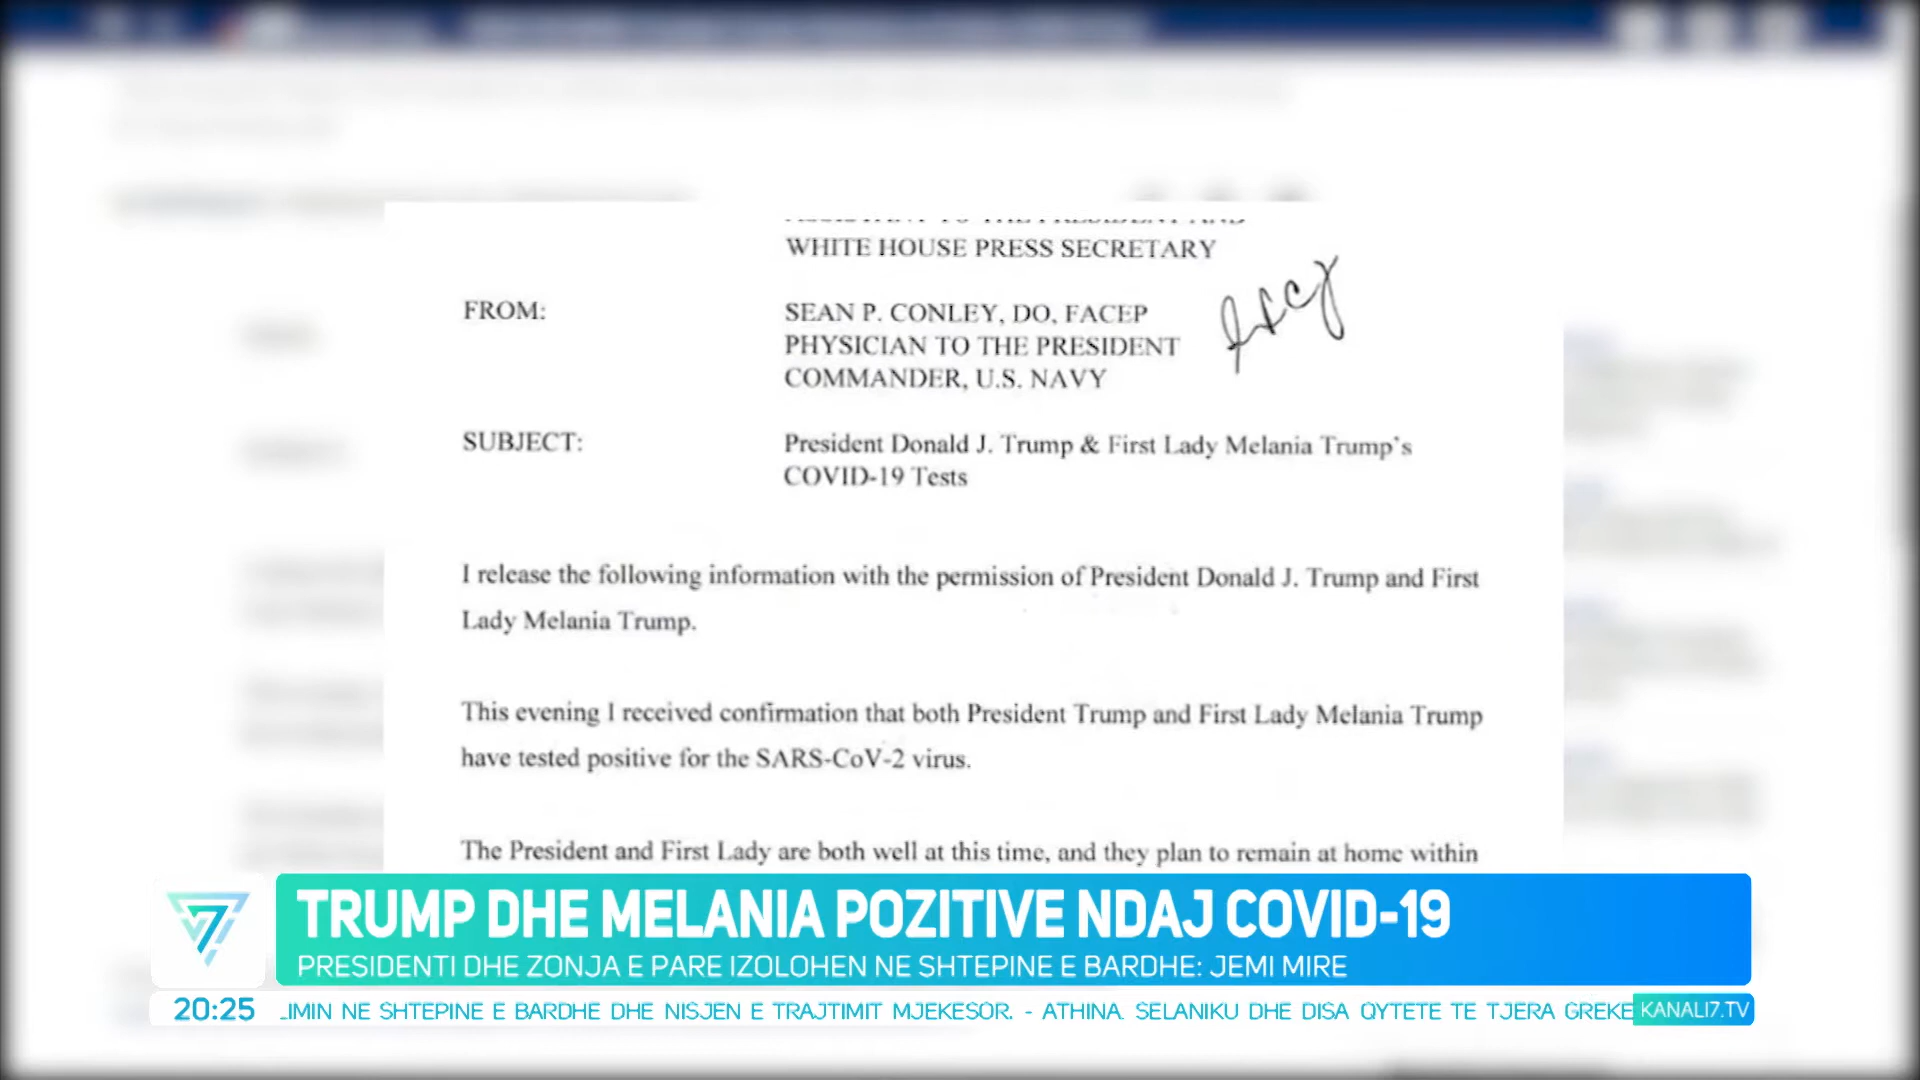 WHITE HOUSE PRESS SECRETARY
FROM:
SEAN P. CONLEY, DO, FACEP
PHYSICIAN TO THE PRESIDENT
COMMANDER, U.S. NAVY
SUBJECT:
President Donald J. Trump & First Lady Melania Trump's
COVID-19 Tests
I release the following information with the permission of President Donald J. Trump and First
Lady Melania Trump.
This evening I received confirmation that both President Trump and First Lady Melania Trump
have tested positive for the SARS-CoV-2 virus.
The President and First Lady are both well at this time, and they plan to remain at home within
TRUMP DHE MELANIA POZITIVE NDAJ COVID-19
PRESIDENTI DHE ZONJA E PARE IZOLOHEN NE SHTEPINE E BARDHE: JEMI MIRE
20:25
IMIN NE SHTEPINE E BARDHE DHE NISJEN E TRAJTIMIT MJEKESOR. - ATHINA. SELANIKU DHE DISA QYTETE TE TJERA GREKE
KANALI7.TV